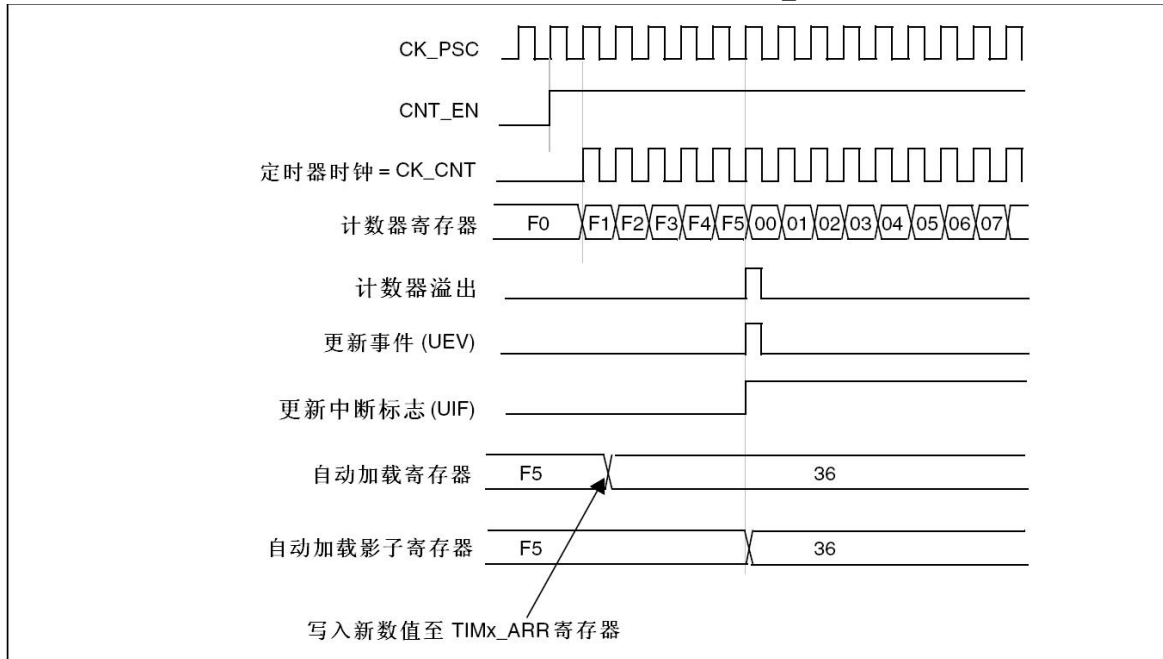 CK_PSC
CNT_EN
定时器时钟 = CK_CNT
计数器寄存器 F0 F1 F2 F3 F4 F5 00 01 02 03 04 05 06 07
计数器溢出
更新事件 (UEV)
更新中断标志 (UIF)
自动加载寄存器 F5 36
自动加载影子寄存器 F5 36
写入新数值至 TIMx_ARR 寄存器